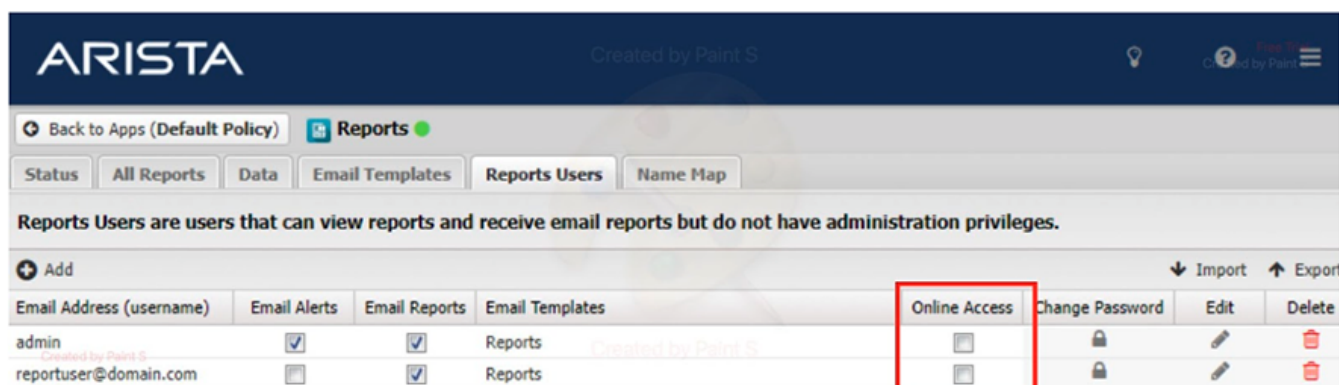 ARISTA
Created by Paint S
Free Tri
Created by Paint S
Back to Apps (Default Policy) Reports
Status All Reports Data Email Templates Reports Users Name Map
Reports Users are users that can view reports and receive email reports but do not have administration privileges.
Add Import Export
Email Address (username) Email Alerts Email Reports Email Templates Online Access Change Password Edit Delete
admin Reports
Created by Paint S Created by Paint S
reportuser@domain.com Reports